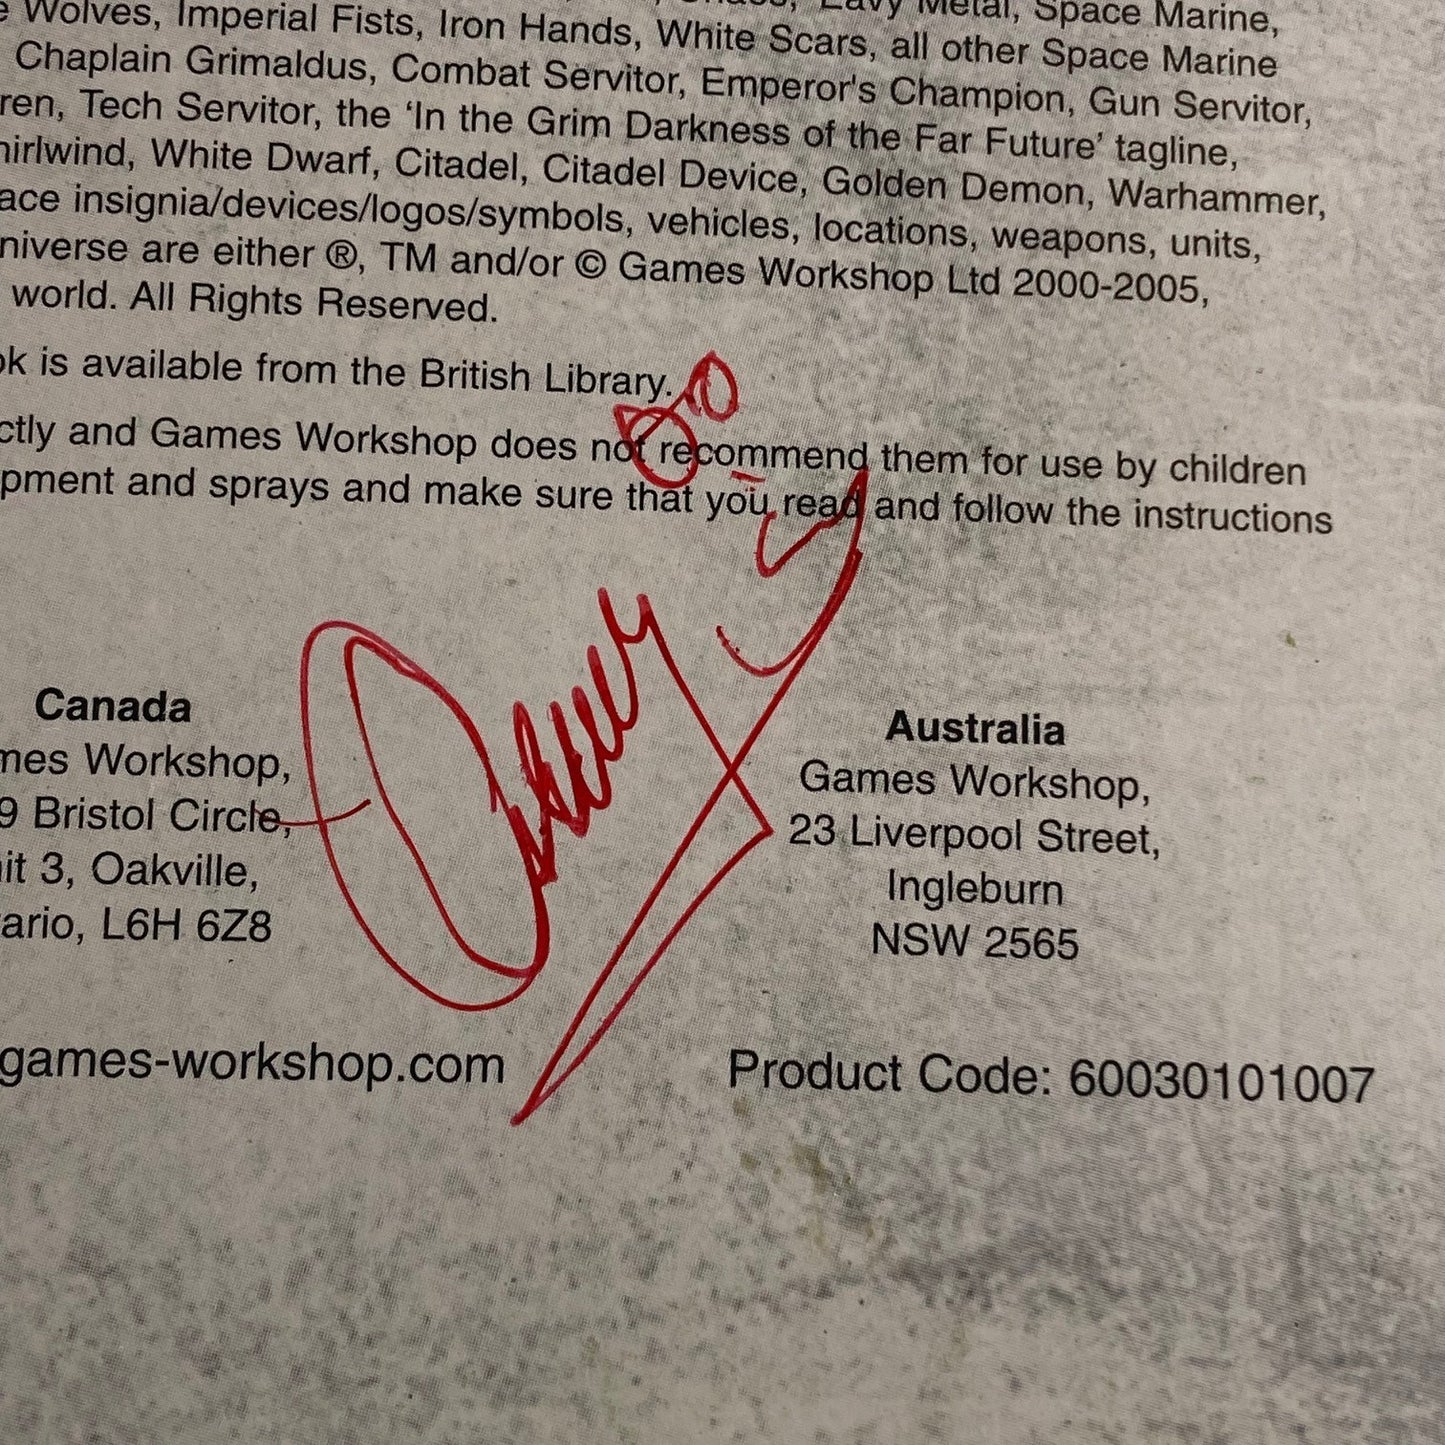 Wolves, Imperial Fists, Iron Hands, White Scars, all other Space Marine
Metal, Space Marine,
Chaplain Grimaldus, Combat Servitor, Emperor's Champion, Gun Servitor,
ren, Tech Servitor, the ‘In the Grim Darkness of the Far Future’ tagline,
hirlwind, White Dwarf, Citadel, Citadel Device, Golden Demon, Warhammer,
ace insignia/devices/logos/symbols, vehicles, locations, weapons, units,
niverse are either ®, TM and/or © Games Workshop Ltd 2000-2005,
world. All Rights Reserved.
ok is available from the British Library.
ctly and Games Workshop does not recommend them for use by children
pment and sprays and make sure that you read and follow the instructions
Canada
mes Workshop,
9 Bristol Circle,
it 3, Oakville,
ario, L6H 6Z8
Australia
Games Workshop,
23 Liverpool Street,
Ingleburn
NSW 2565
games-workshop.com
Product Code: 60030101007